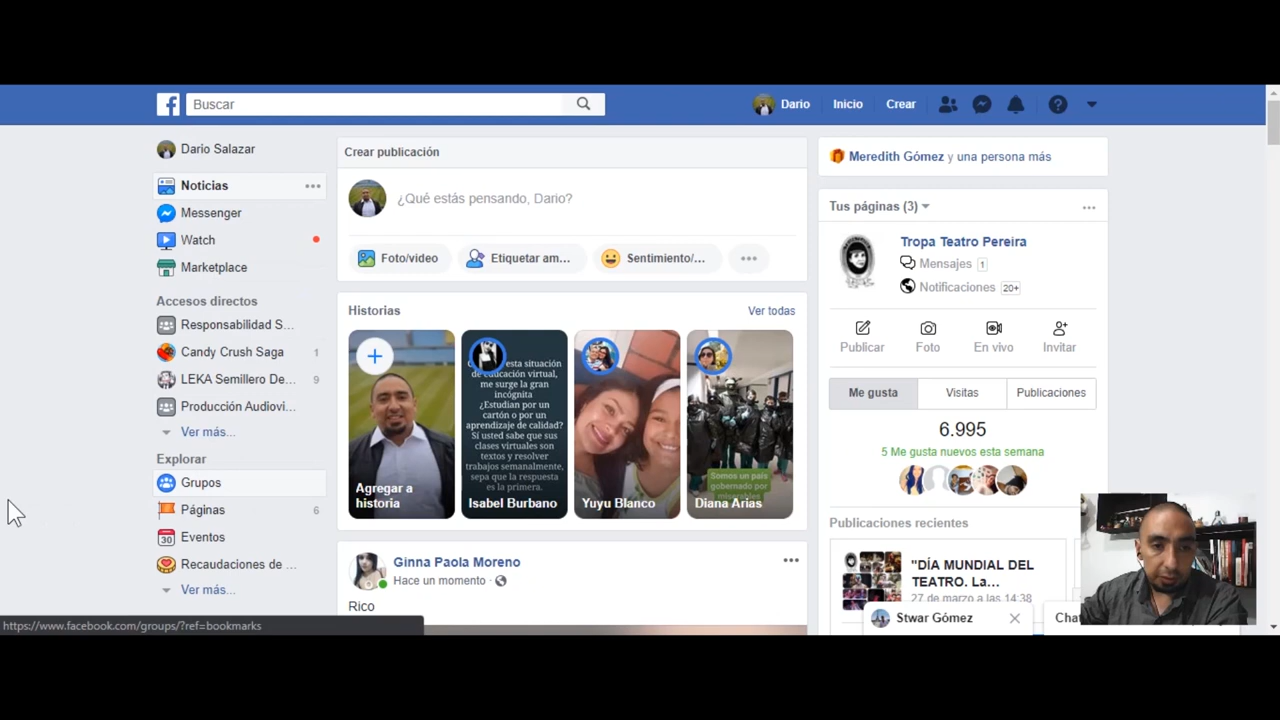 Buscar
Dario
Inicio
Crear
Dario Salazar
Noticias
Messenger
Watch
Marketplace
Accesos directos
Responsabilidad S...
Candy Crush Saga 1
LEKA Semillero De... 9
Producción Audiovi...
Ver más...
Explorar
Grupos
Páginas 6
Eventos
Recaudaciones de ...
Ver más...
https://www.facebook.com/groups/?ref=bookmarks
Crear publicación
¿Qué estás pensando, Dario?
Foto/video
Etiquetar am...
Sentimiento/...
Historias
Ver todas
Agregar a
historia
esta situación
de educación virtual,
me surge la gran
incógnita
¿Estudian por un
cartón o por un
aprendizaje de calidad?
Sí usted sabe que sus
clases virtuales son
textos y resolver
trabajos semanalmente,
sepa que la respuesta
es la primera.
Isabel Burbano
Yuyu Blanco
Somos un país
gobernado por
miserables
Diana Arias
Ginna Paola Moreno
Hace un momento ·
Rico
Meredith Gómez y una persona más
Tus páginas (3)
Tropa Teatro Pereira
Mensajes 1
Notificaciones 20+
Publicar
Foto
En vivo
Invitar
Me gusta
Visitas
Publicaciones
6.995
5 Me gusta nuevos esta semana
Publicaciones recientes
"DÍA MUNDIAL DEL
TEATRO. La...
27 de marzo a las 14:38
Stwar Gómez